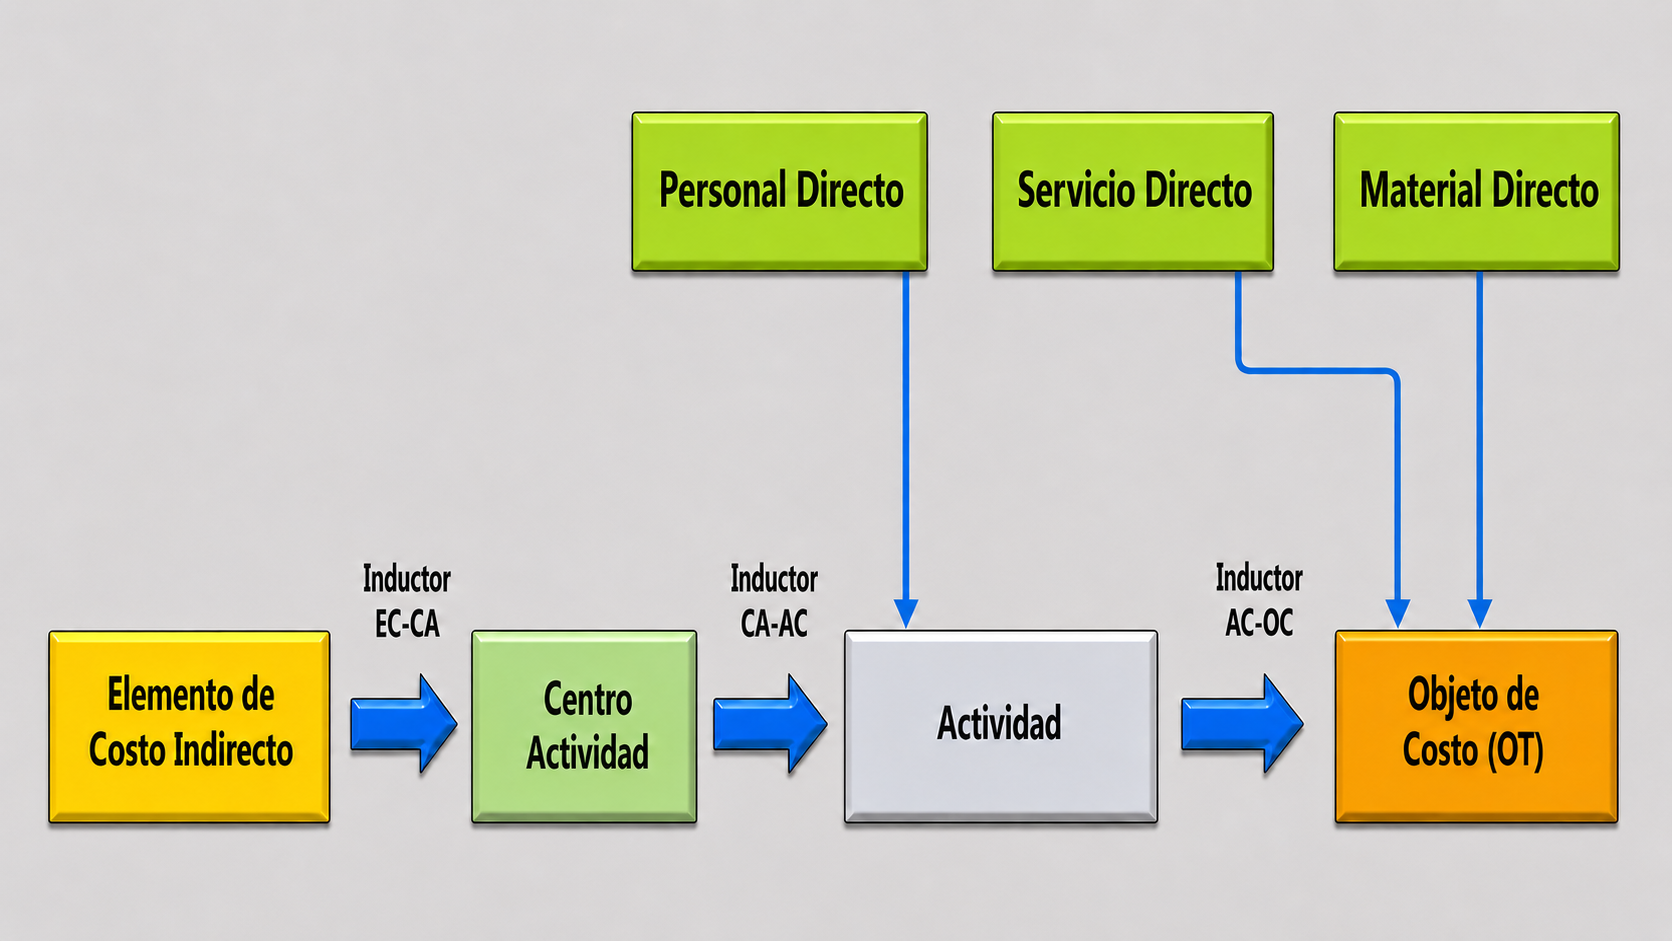 Personal Directo
Servicio Directo
Material Directo
Inductor
EC-CA
Inductor
CA-AC
Inductor
AC-OC
Elemento de
Costo Indirecto
Centro
Actividad
Actividad
Objeto de
Costo (OT)